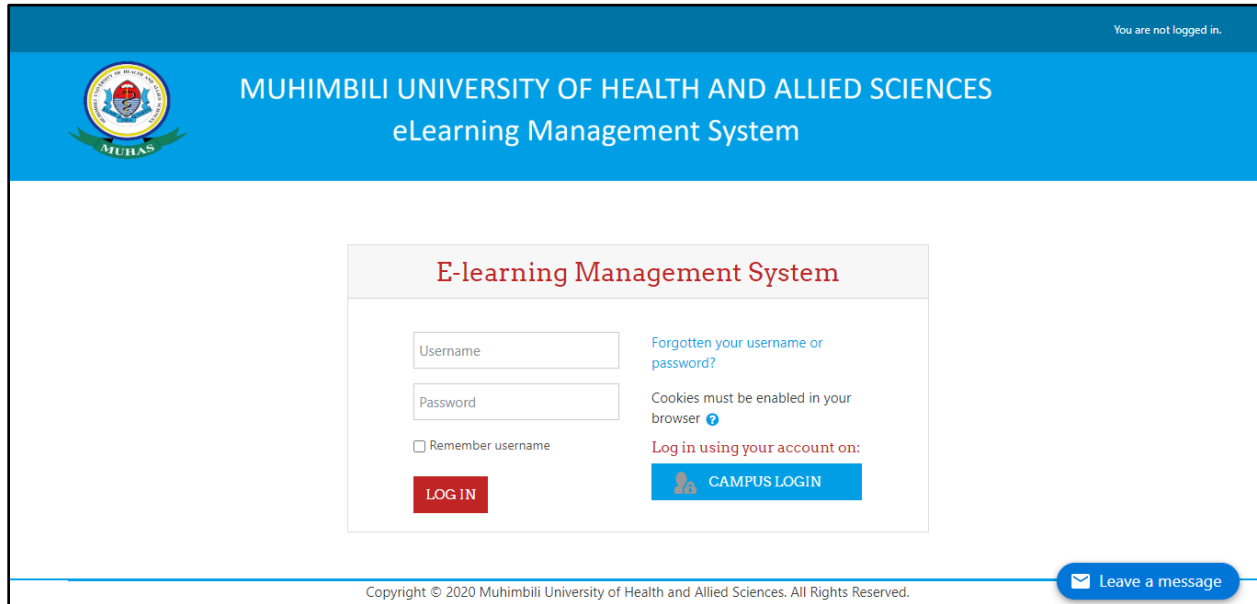 You are not logged in.
MUHIMBILI UNIVERSITY OF HEALTH AND ALLIED SCIENCES
eLearning Management System
MUHAS
E-learning Management System
Username
Forgotten your username or
password?
Password
Cookies must be enabled in your
browser
Remember username
Log in using your account on:
CAMPUS LOGIN
LOG IN
Leave a message
Copyright © 2020 Muhimbili University of Health and Allied Sciences. All Rights Reserved.